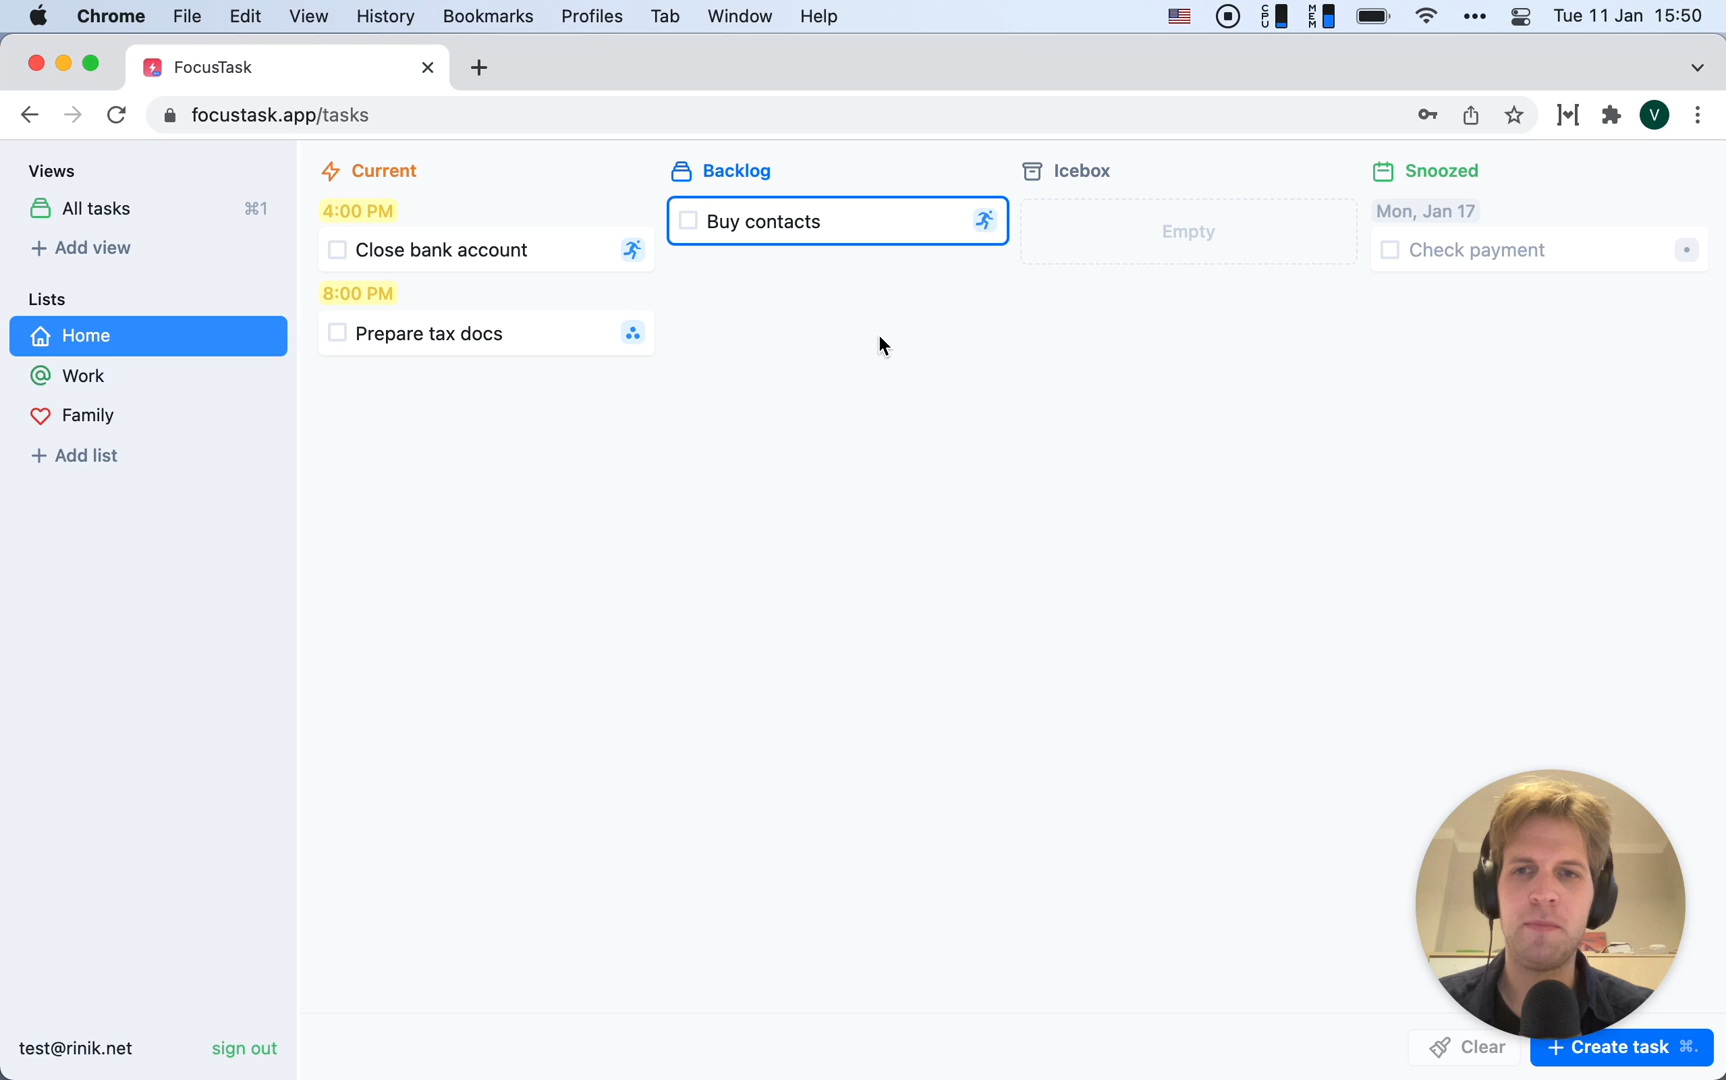 Chrome File Edit View History Bookmarks Profiles Tab Window Help CPU MEM Tue 11 Jan 15:50
FocusTask
focustask.app/tasks V
Views
All tasks ⌘1
+ Add view
Lists
Home
Work
Family
+ Add list
test@rinik.net sign out
Current
4:00 PM
Close bank account
8:00 PM
Prepare tax docs
Backlog
Buy contacts
Icebox
Empty
Snoozed
Mon, Jan 17
Check payment
Clear
+ Create task ⌘.